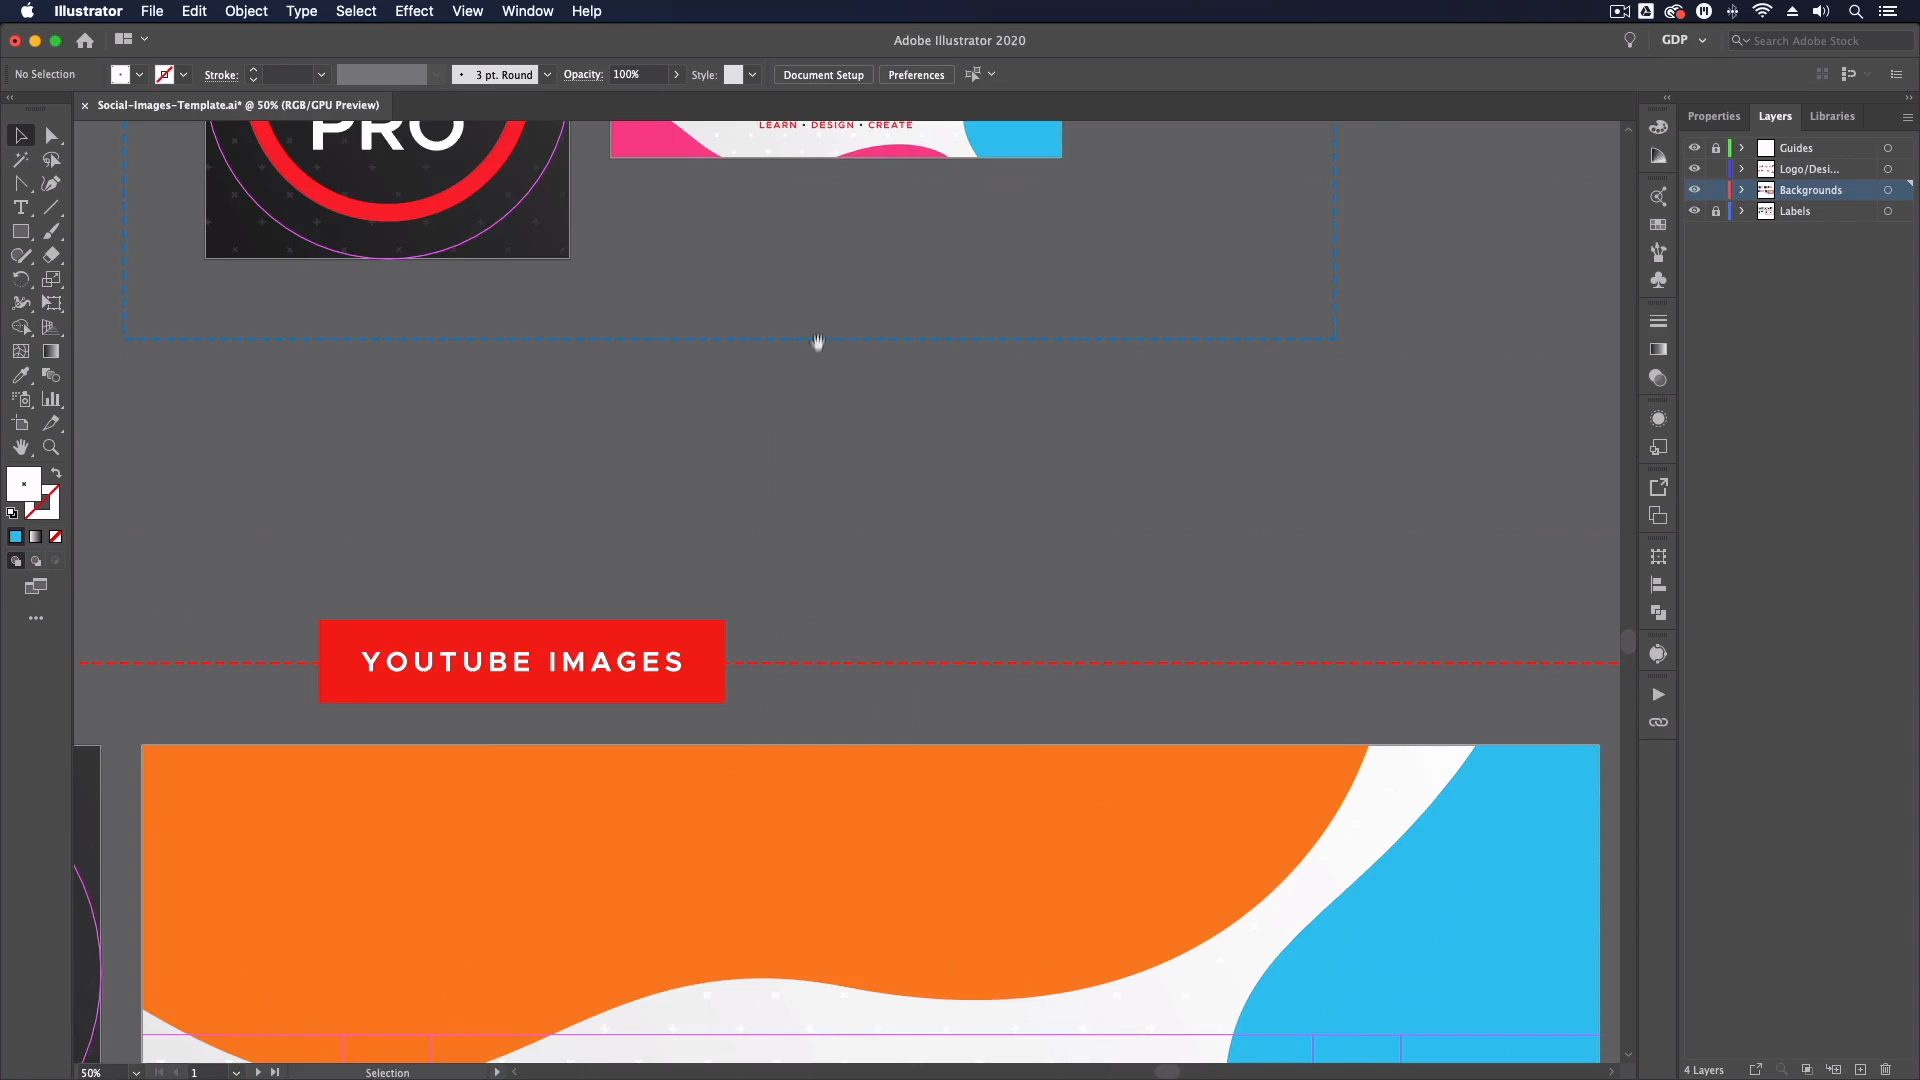 Illustrator File Edit Object Type Select Effect View Window Help
Adobe Illustrator 2020
GDP
Search Adobe Stock
No Selection
Stroke:
3 pt. Round
Opacity: 100%
Style:
Document Setup
Preferences
× Social-Images-Template.ai* @ 50% (RGB/GPU Preview)
Properties Layers Libraries
Guides
Logo/Desi...
Backgrounds
Labels
PRO
LEARN • DESIGN • CREATE
YOUTUBE IMAGES
50%
1
Selection
4 Layers